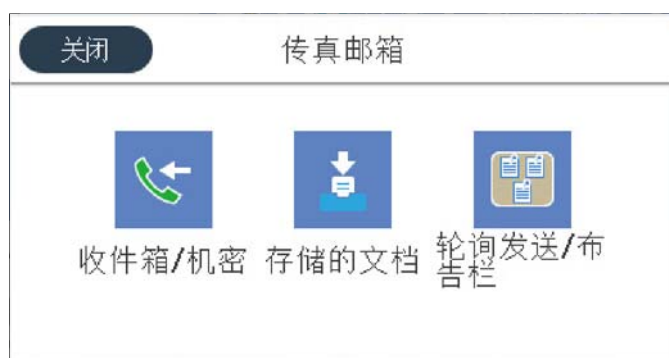 关闭
传真邮箱
收件箱/机密
存储的文档
轮询发送/布
告栏